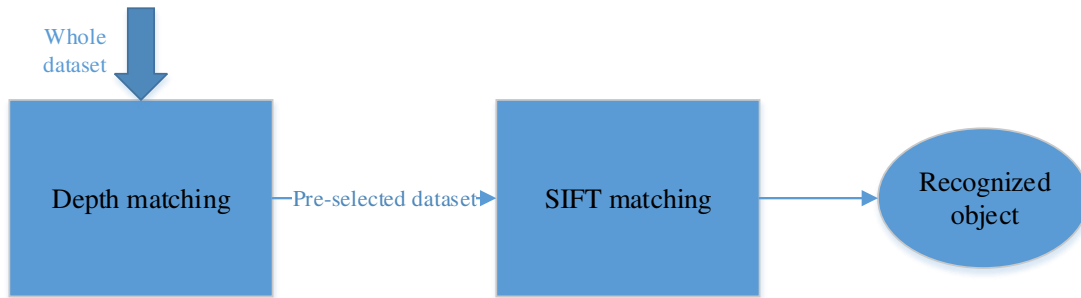 Whole
dataset
Depth matching
Pre-selected dataset
SIFT matching
Recognized
object